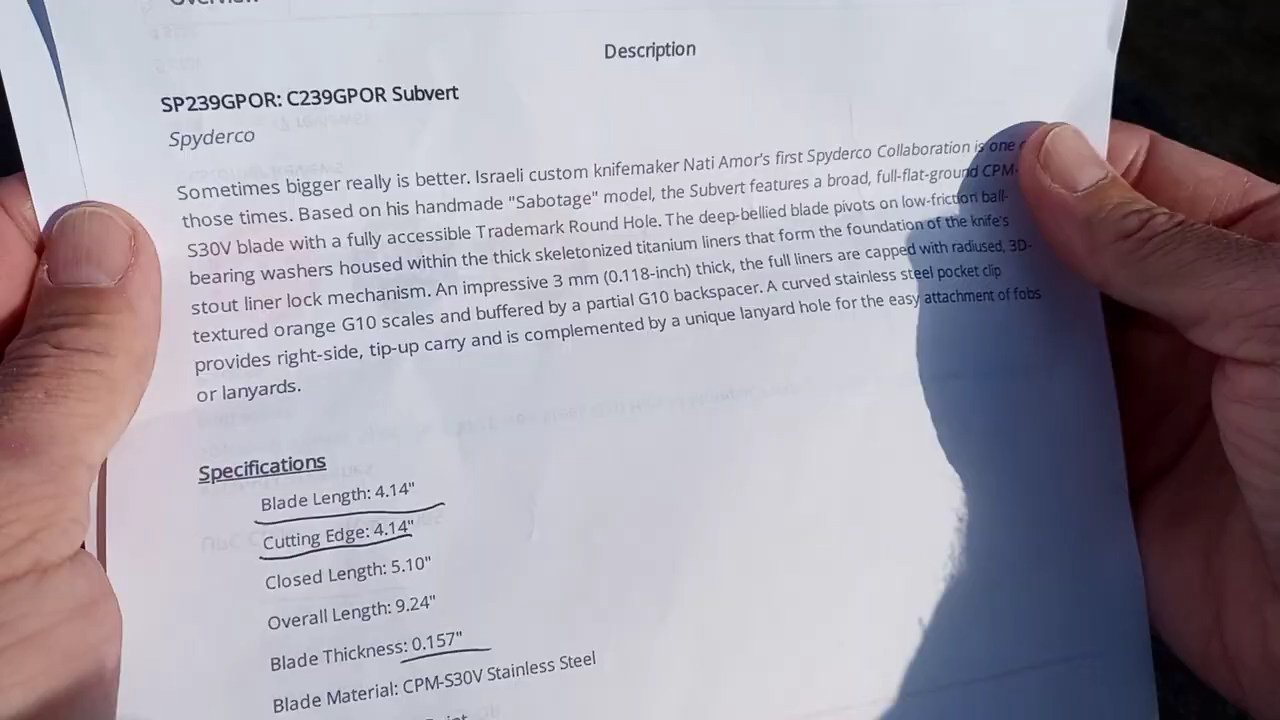 Description
SP239GPOR: C239GPOR Subvert
Spyderco
Sometimes bigger really is better. Israeli custom knifemaker Nati Amor's first Spyderco Collaboration is one
those times. Based on his handmade "Sabotage" model, the Subvert features a broad, full-flat-ground CPM-
S30V blade with a fully accessible Trademark Round Hole. The deep-bellied blade pivots on low-friction ball-
bearing washers housed within the thick skeletonized titanium liners that form the foundation of the knife's
stout liner lock mechanism. An impressive 3 mm (0.118-inch) thick, the full liners are capped with radiused, 3D-
textured orange G10 scales and buffered by a partial G10 backspacer. A curved stainless steel pocket clip
provides right-side, tip-up carry and is complemented by a unique lanyard hole for the easy attachment of fobs
or lanyards.
Specifications
Blade Length: 4.14"
Cutting Edge: 4.14"
Closed Length: 5.10"
Overall Length: 9.24"
Blade Thickness: 0.157"
Blade Material: CPM-S30V Stainless Steel